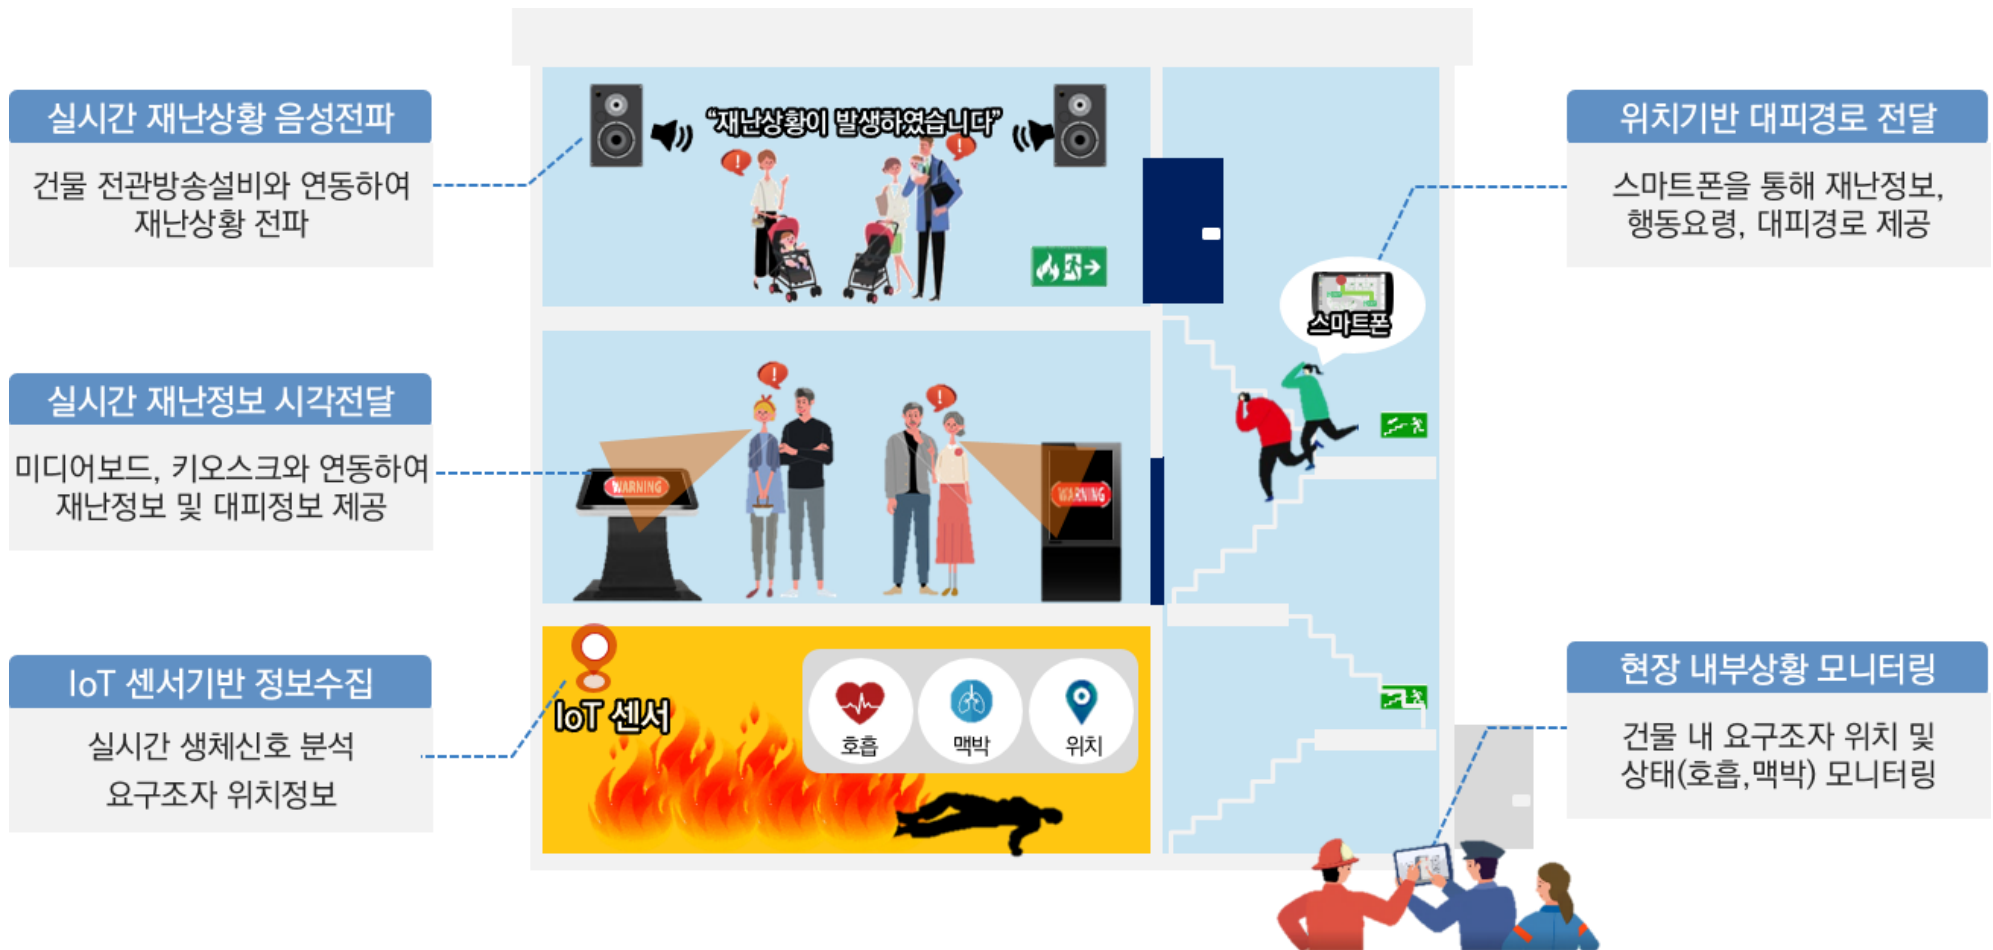 실시간 재난상황 음성전파
건물 전관방송설비와 연동하여
재난상황 전파
“재난상황이 발생하였습니다”
위치기반 대피경로 전달
스마트폰을 통해 재난정보,
행동요령, 대피경로 제공
스마트폰
실시간 재난정보 시각전달
미디어보드, 키오스크와 연동하여
재난정보 및 대피정보 제공
WARNING
WARNING
IoT 센서기반 정보수집
실시간 생체신호 분석
요구조자 위치정보
IoT 센서
호흡
맥박
위치
현장 내부상황 모니터링
건물 내 요구조자 위치 및
상태(호흡,맥박) 모니터링